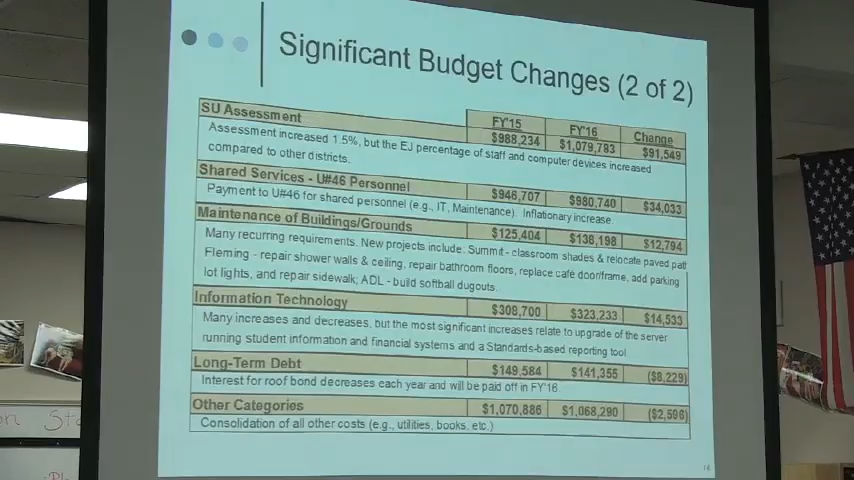 Significant Budget Changes (2 of 2)
SU Assessment FY'15 FY'16 Change
$988,234 $1,079,783 $91,549
Assessment increased 1.5%, but the EJ percentage of staff and computer devices increased
compared to other districts.
Shared Services - U#46 Personnel $946,707 $980,740 $34,033
Payment to U#46 for shared personnel (e.g., IT, Maintenance). Inflationary increase.
Maintenance of Buildings/Grounds $125,404 $138,198 $12,794
Many recurring requirements. New projects include: Summit - classroom shades & relocate paved path
Fleming - repair shower walls & ceiling, repair bathroom floors, replace café door/frame, add parking
lot lights, and repair sidewalk; ADL - build softball dugouts.
Information Technology $308,700 $323,233 $14,533
Many increases and decreases, but the most significant increases relate to upgrade of the server
running student information and financial systems and a Standards-based reporting tool
Long-Term Debt $149,584 $141,355 ($8,229)
Interest for roof bond decreases each year and will be paid off in FY'16.
Other Categories $1,070,886 $1,068,290 ($2,596)
Consolidation of all other costs (e.g., utilities, books, etc.)